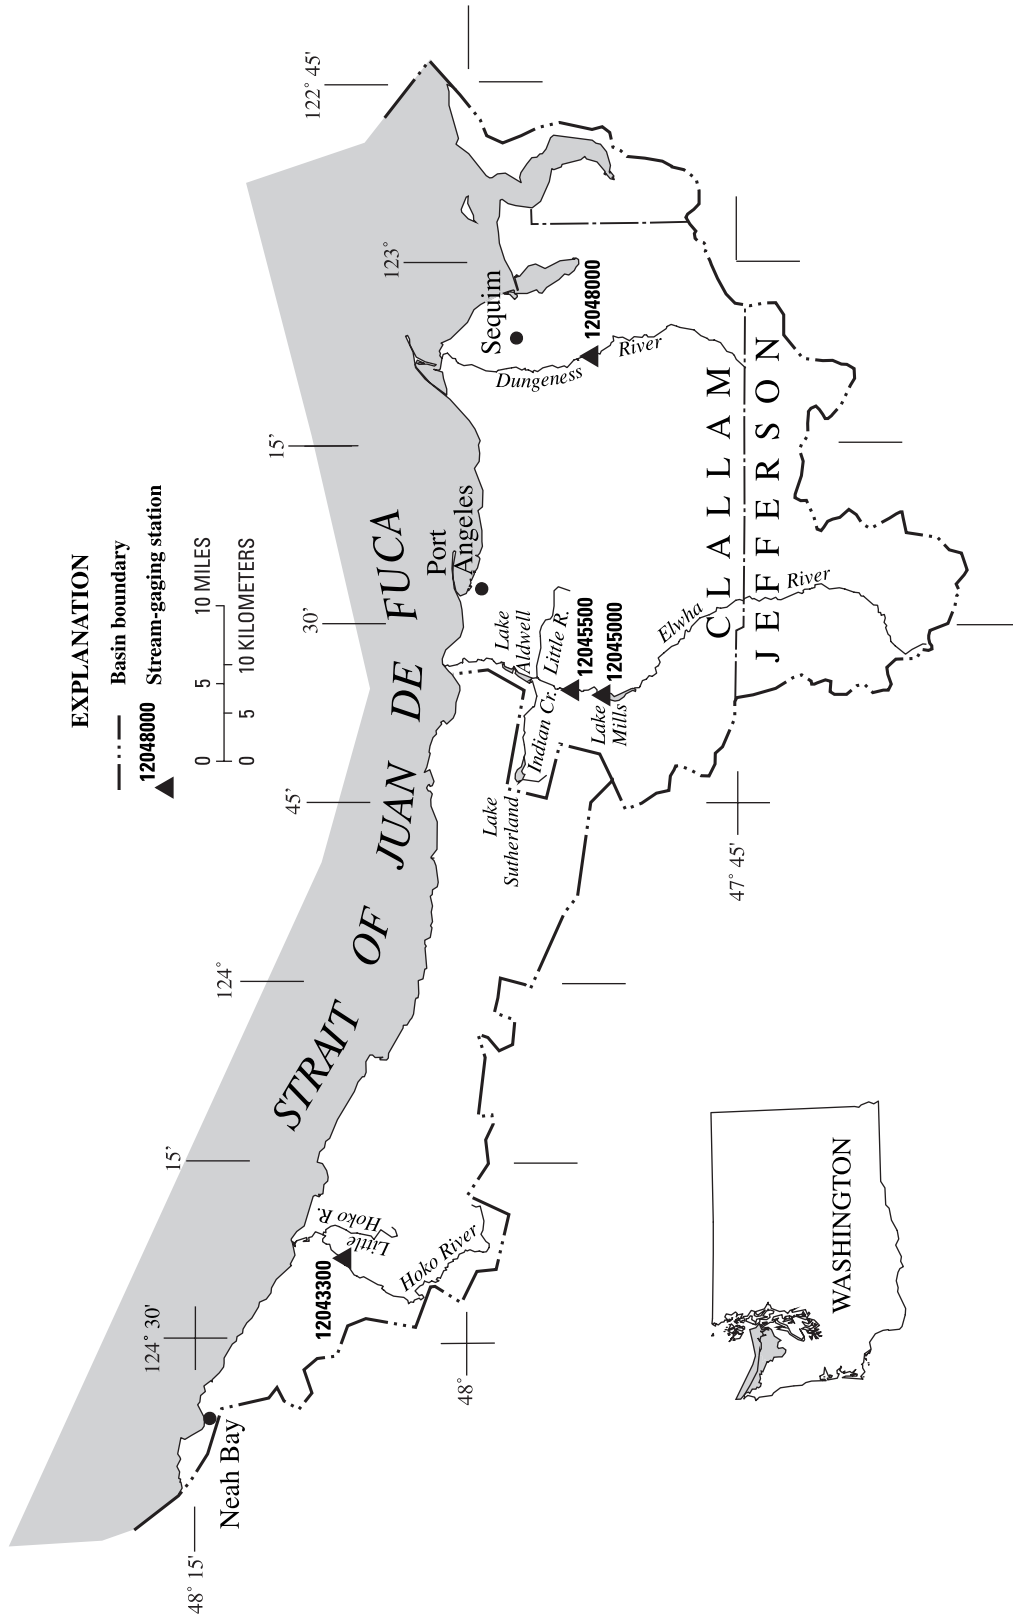 EXPLANATION
Basin boundary
12048000
Stream-gaging station
0 5 10 MILES
0 5 10 KILOMETERS
124° 30'
15'
124°
45'
30'
15'
123°
122° 45'
48° 15'
48°
47° 45'
STRAIT OF JUAN DE FUCA
Neah Bay
12043300
Little
Hoko R.
Hoko River
Lake
Sutherland
Indian Cr.
Lake
Aldwell
Little R.
12045500
12045000
Lake
Mills
Elwha River
Port
Angeles
Sequim
12048000
Dungeness River
CLALLAM
JEFFERSON
WASHINGTON